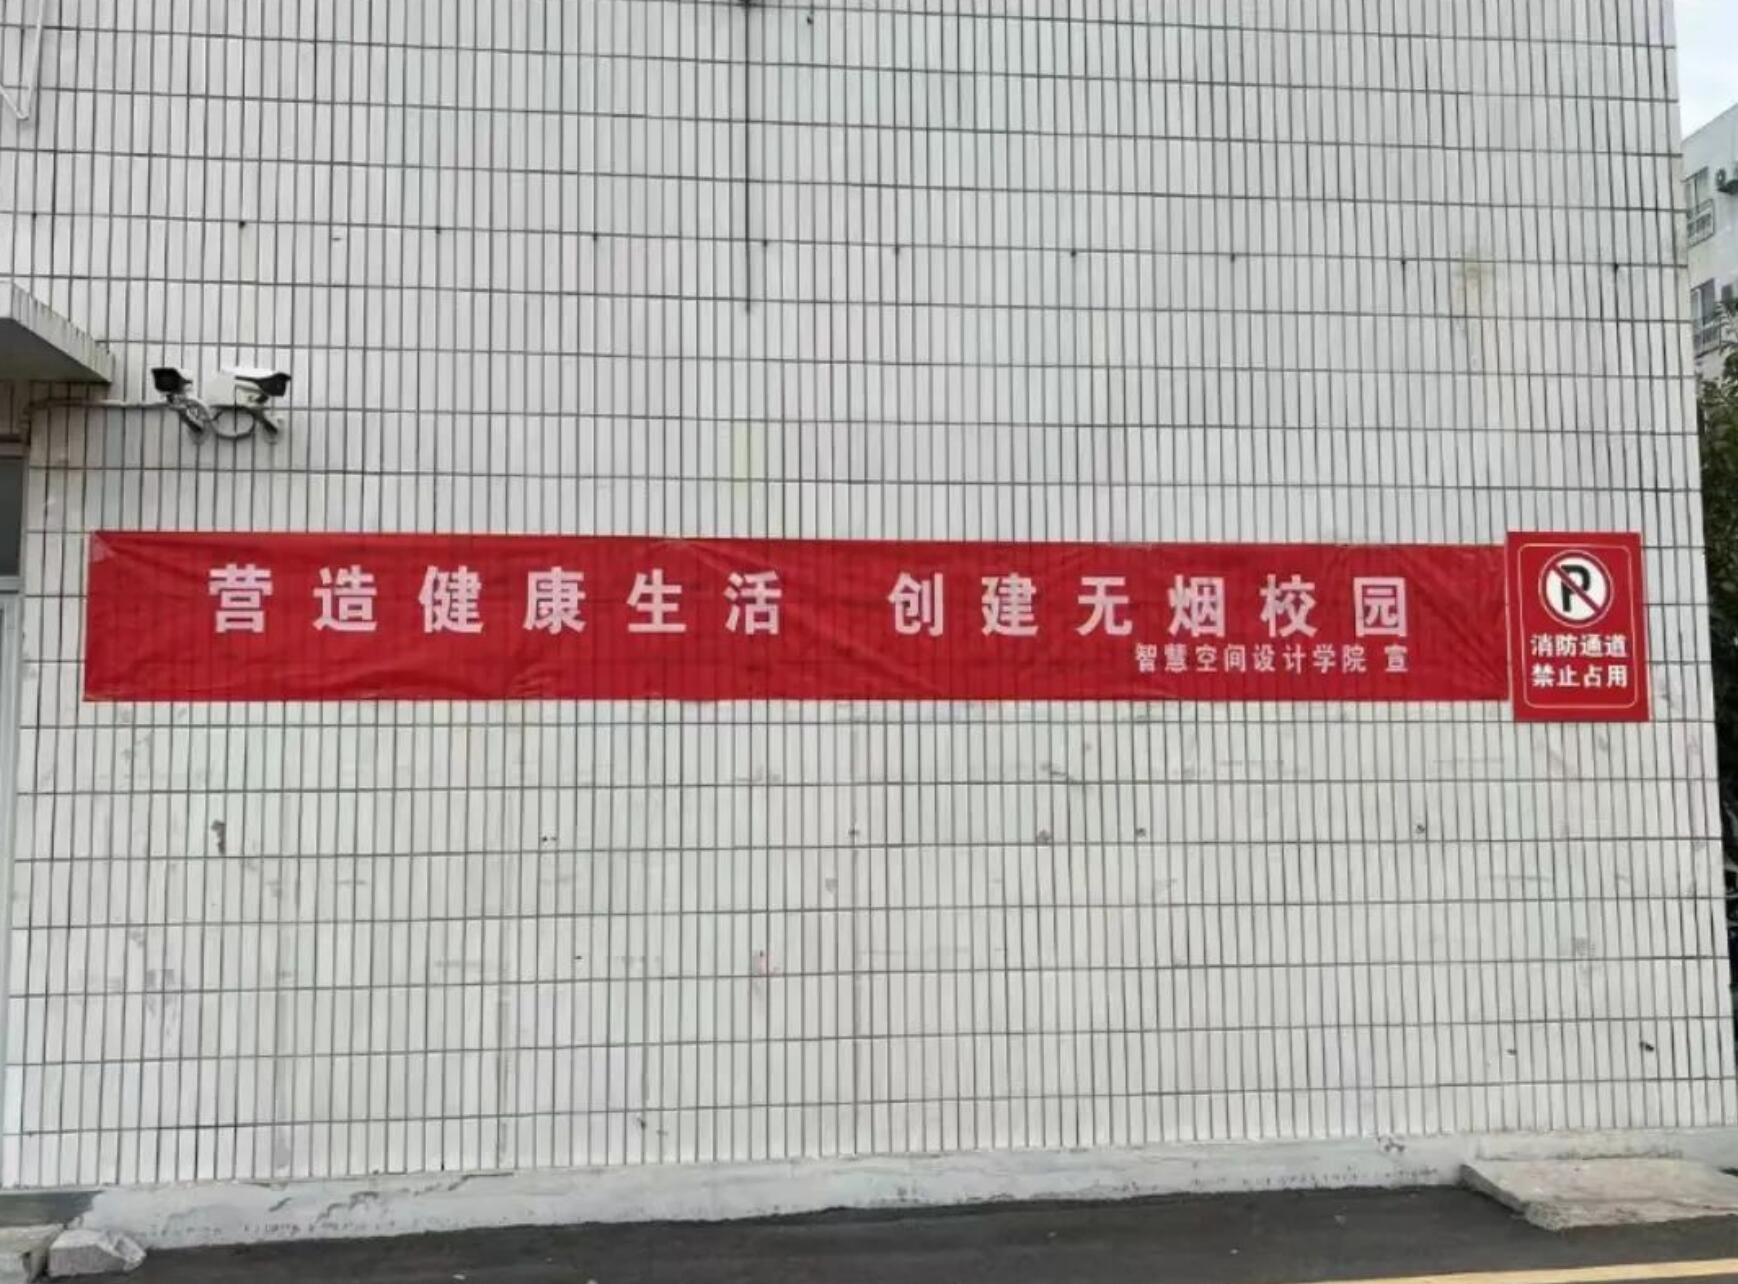 营造健康生活 创建无烟校园
智慧空间设计学院 宣
消防通道
禁止占用